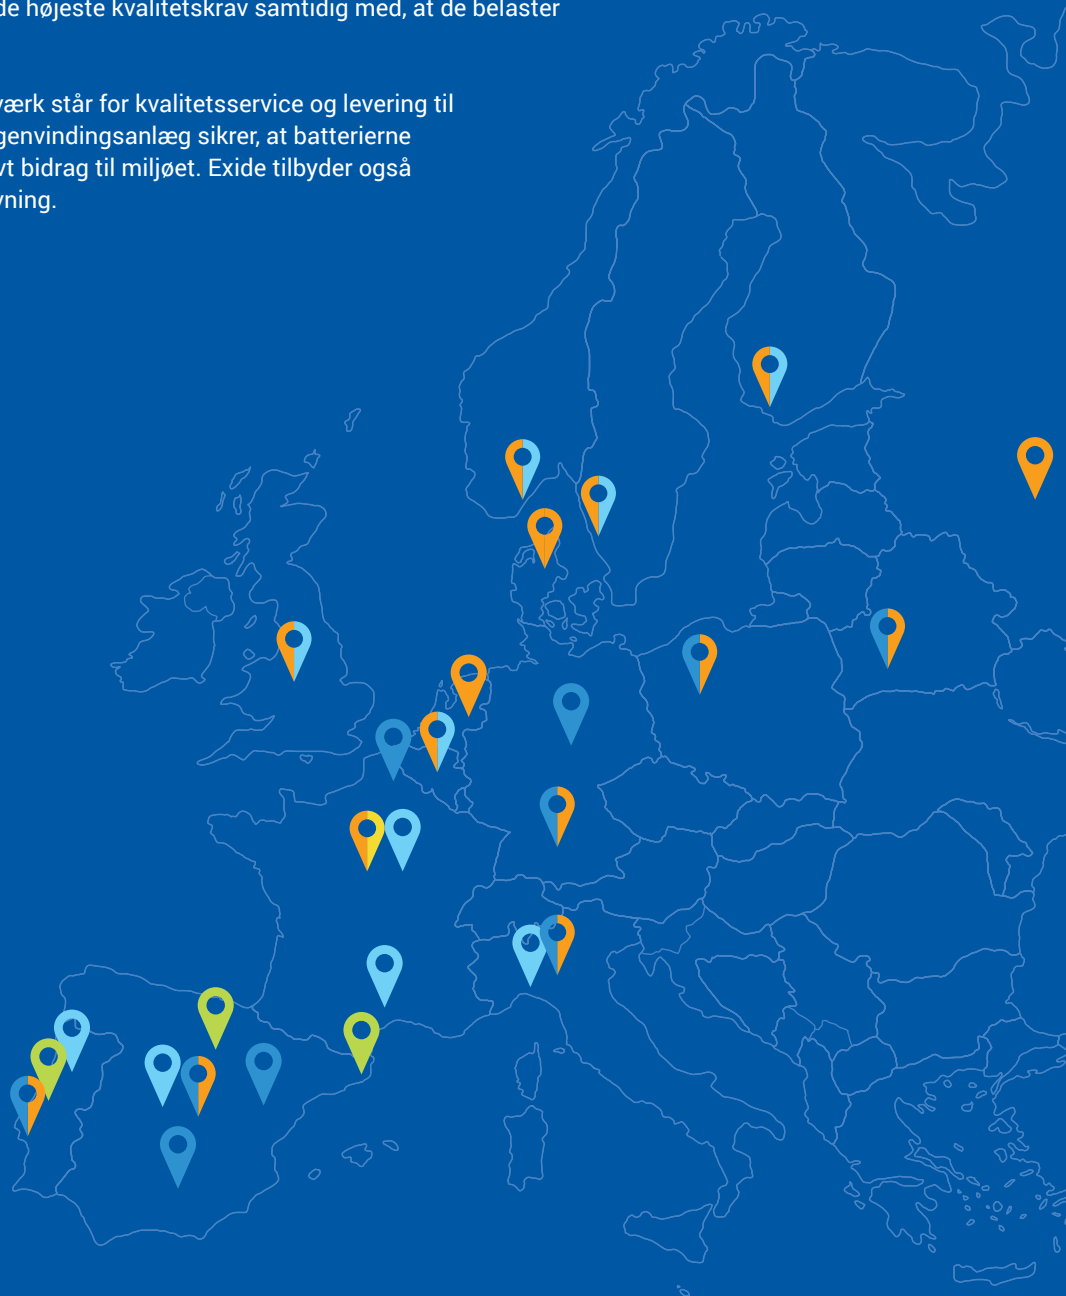 de højeste kvalitetskrav samtidig med, at de belaster
værk står for kvalitetsservice og levering til
genvindingsanlæg sikrer, at batterierne
vt bidrag til miljøet. Exide tilbyder også
vning.